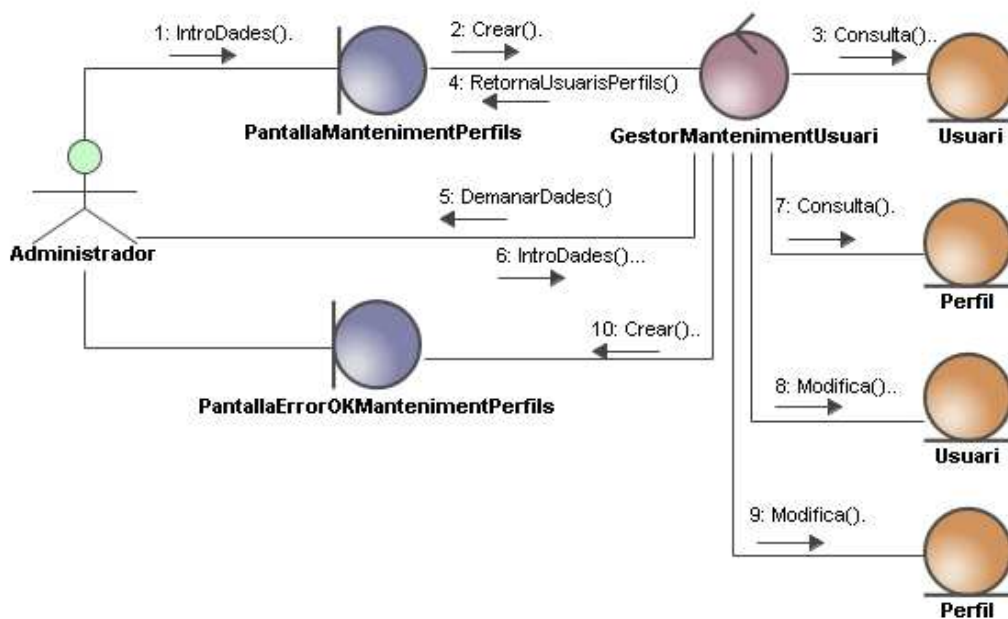 1: IntroDades().
2: Crear().
3: Consulta()..
4: RetornaUsuarisPerfils()
PantallaMantenimentPerfils
GestorMantenimentUsuari
Usuari
5: DemanarDades()
7: Consulta().
Administrador
6: IntroDades()...
Perfil
10: Crear()..
8: Modifica()..
PantallaErrorOKMantenimentPerfils
Usuari
9: Modifica().
Perfil